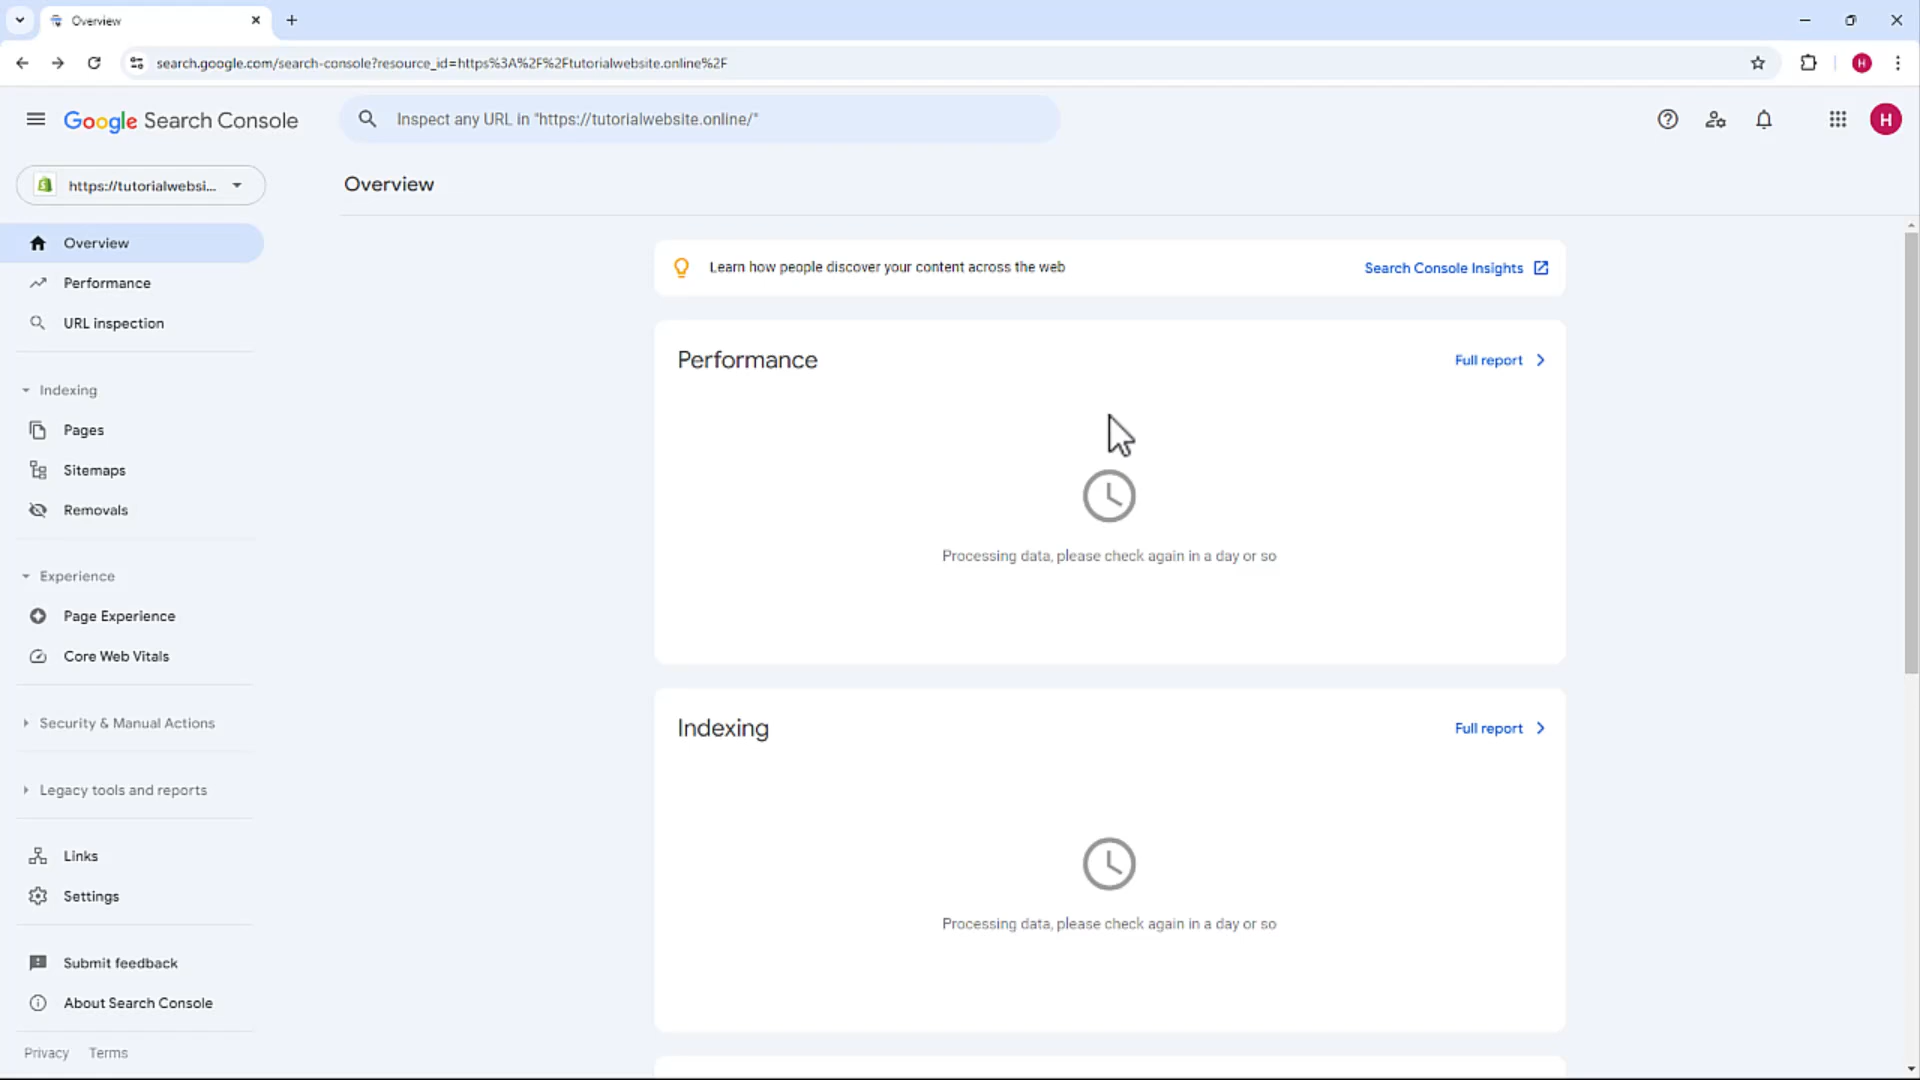 Overview
search.google.com/search-console?resource_id=https%3A%2F%2Ftutorialwebsite.online%2F
H
Google Search Console
Inspect any URL in "https://tutorialwebsite.online/"
H
https://tutorialwebsi...
Overview
Overview
Performance
URL inspection
Indexing
Pages
Sitemaps
Removals
Experience
Page Experience
Core Web Vitals
Security & Manual Actions
Legacy tools and reports
Links
Settings
Submit feedback
About Search Console
Privacy Terms
Learn how people discover your content across the web
Search Console Insights
Performance
Full report
Processing data, please check again in a day or so
Indexing
Full report
Processing data, please check again in a day or so